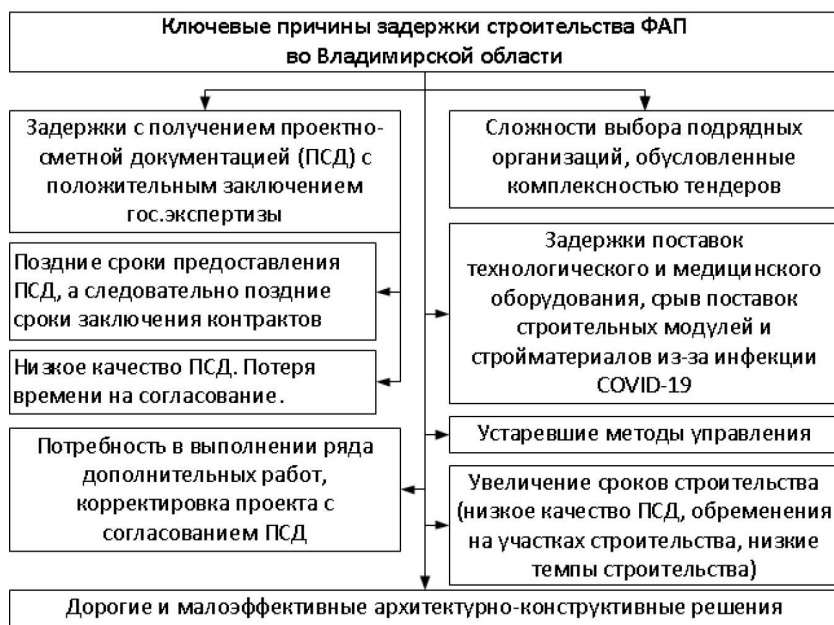 Ключевые причины задержки строительства ФАП
во Владимирской области
Задержки с получением проектно-
сметной документацией (ПСД) с
положительным заключением
гос.экспертизы
Сложности выбора подрядных
организаций, обусловленные
комплексностью тендеров
Поздние сроки предоставления
ПСД, а следовательно поздние
сроки заключения контрактов
Задержки поставок
технологического и медицинского
оборудования, срыв поставок
строительных модулей и
стройматериалов из-за инфекции
COVID-19
Низкое качество ПСД. Потеря
времени на согласование.
Устаревшие методы управления
Потребность в выполнении ряда
дополнительных работ,
корректировка проекта с
согласованием ПСД
Увеличение сроков строительства
(низкое качество ПСД, обременения
на участках строительства, низкие
темпы строительства)
Дорогие и малоэффективные архитектурно-конструктивные решения